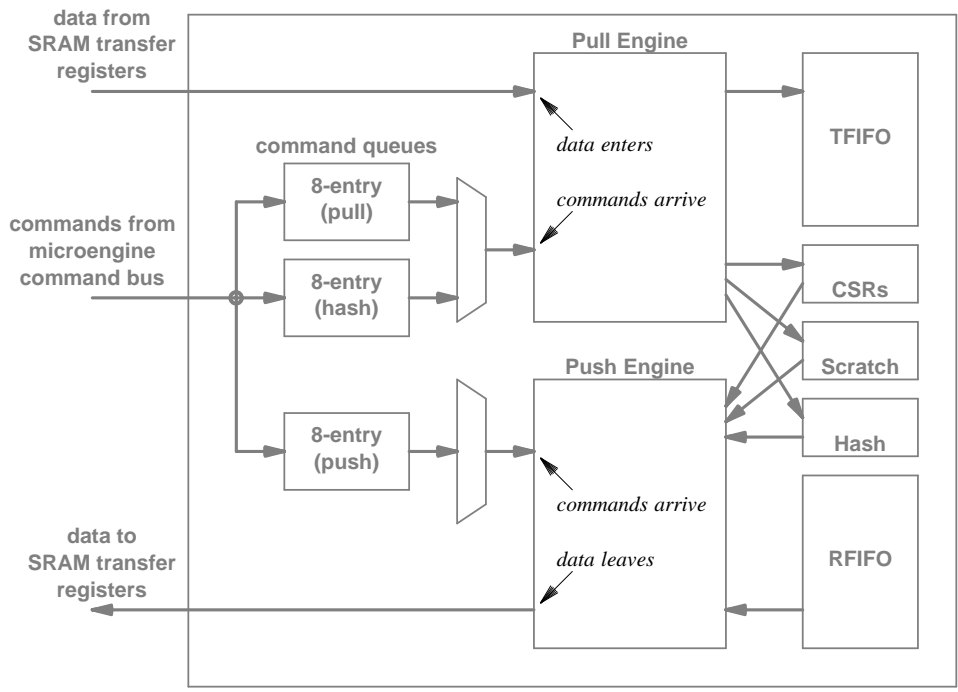 data from
SRAM transfer
registers
Pull Engine
TFIFO
data enters
command queues
8-entry
(pull)
commands arrive
commands from
microengine
command bus
8-entry
(hash)
CSRs
Scratch
Push Engine
Hash
8-entry
(push)
commands arrive
data to
SRAM transfer
registers
data leaves
RFIFO